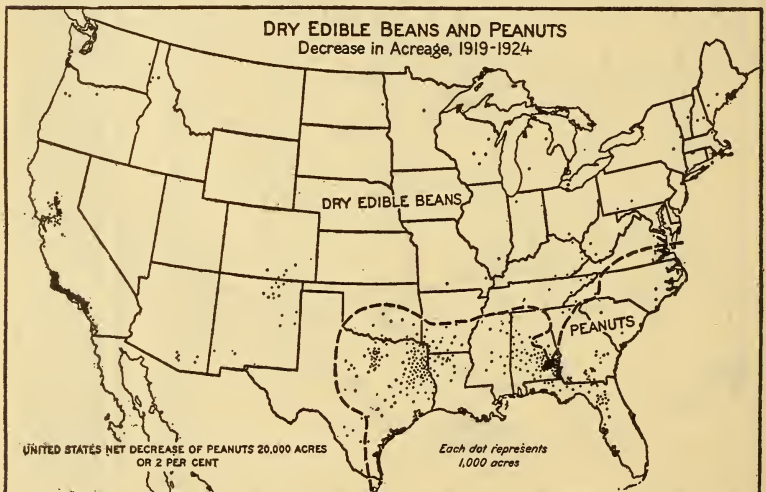 DRY EDIBLE BEANS AND PEANUTS
Decrease in Acreage, 1919-1924
DRY EDIBLE BEANS
PEANUTS
UNITED STATES NET DECREASE OF PEANUTS 20,000 ACRES
OR 2 PER CENT
Each dot represents
1,000 acres